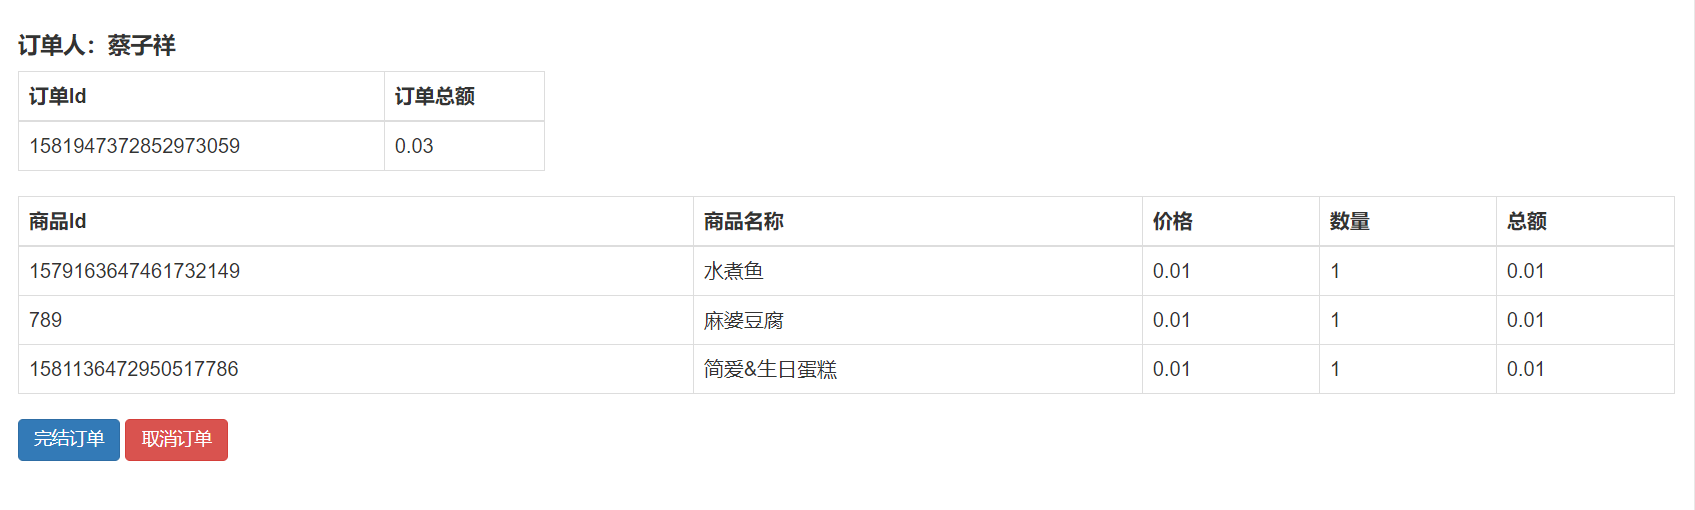 订单人：蔡子祥
订单Id 订单总额
1581947372852973059 0.03
商品Id 商品名称 价格 数量 总额
1579163647461732149 水煮鱼 0.01 1 0.01
789 麻婆豆腐 0.01 1 0.01
1581136472950517786 简爱&生日蛋糕 0.01 1 0.01
完结订单 取消订单